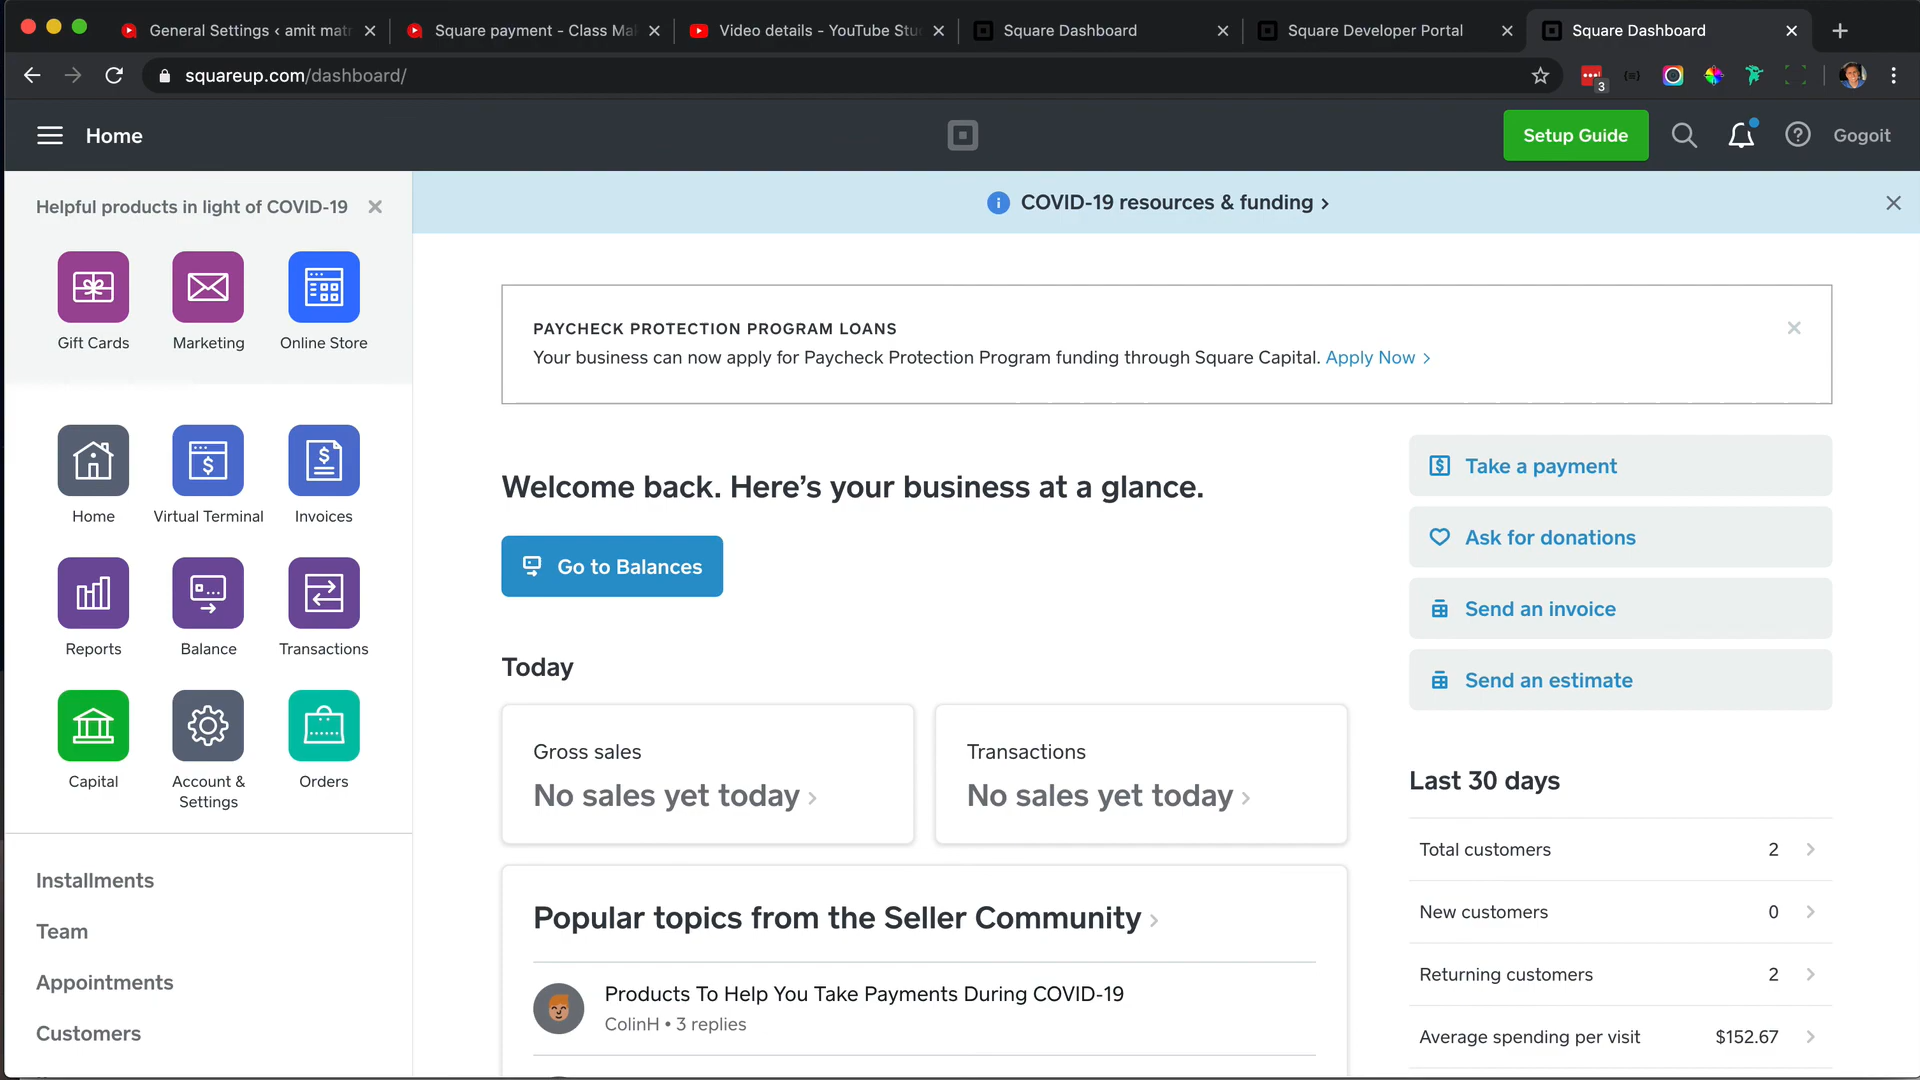 General Settings ‹ amit mat
Square payment - Class Ma
Video details - YouTube Stu
Square Dashboard
Square Developer Portal
Square Dashboard
squareup.com/dashboard/
3
Home
Setup Guide
Gogoit
Helpful products in light of COVID-19
COVID-19 resources & funding
Gift Cards
Marketing
Online Store
PAYCHECK PROTECTION PROGRAM LOANS
Your business can now apply for Paycheck Protection Program funding through Square Capital. Apply Now
Home
Virtual Terminal
Invoices
Welcome back. Here’s your business at a glance.
Go to Balances
Take a payment
Ask for donations
Send an invoice
Send an estimate
Reports
Balance
Transactions
Today
Gross sales
No sales yet today
Transactions
No sales yet today
Capital
Account &
Settings
Orders
Last 30 days
Total customers 2
New customers 0
Returning customers 2
Average spending per visit $152.67
Popular topics from the Seller Community
Products To Help You Take Payments During COVID-19
ColinH • 3 replies
Installments
Team
Appointments
Customers